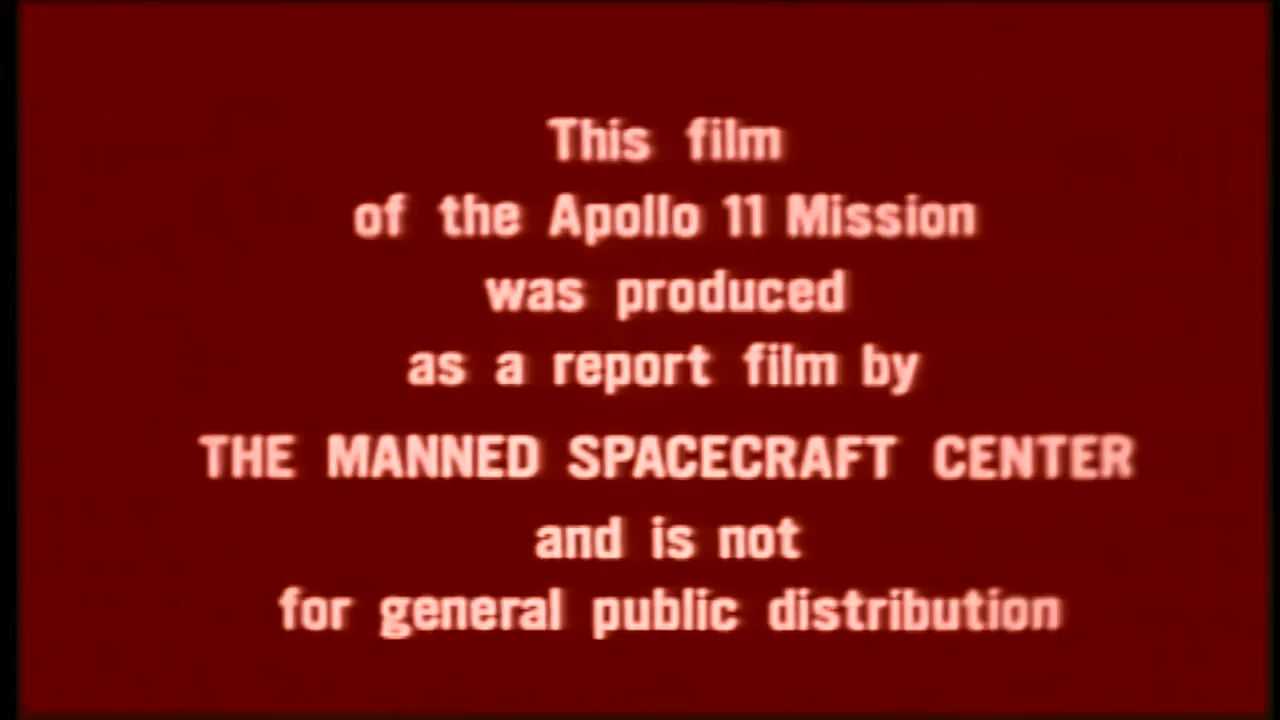 This film
of the Apollo 11 Mission
was produced
as a report film by
THE MANNED SPACECRAFT CENTER
and is not
for general public distribution